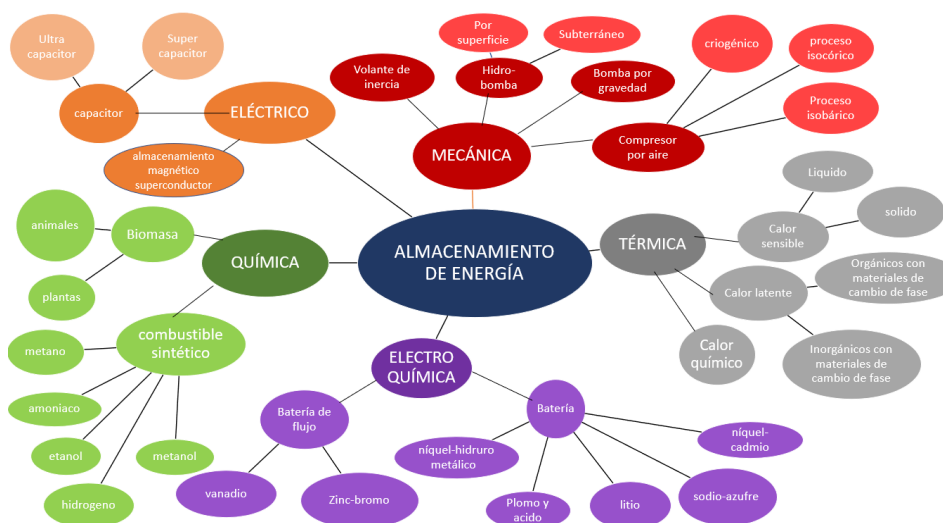 Ultra
capacitor
Super
capacitor
capacitor
ELÉCTRICO
almacenamiento
magnético
superconductor
Por
superficie
Subterráneo
Volante de
inercia
Hidro-
bomba
Bomba por
gravedad
MECÁNICA
criogénico
proceso
isocórico
Proceso
isobárico
Compresor
por aire
animales
Biomasa
plantas
QUÍMICA
ALMACENAMIENTO
DE ENERGÍA
TÉRMICA
Liquido
Calor
sensible
solido
Calor latente
Orgánicos con
materiales de
cambio de fase
Inorgánicos con
materiales de
cambio de fase
Calor
químico
combustible
sintético
metano
amoniaco
etanol
hidrogeno
metanol
ELECTRO
QUÍMICA
Batería de
flujo
vanadio
Zinc-bromo
Batería
níquel-hidruro
metálico
Plomo y
acido
litio
sodio-azufre
níquel-
cadmio